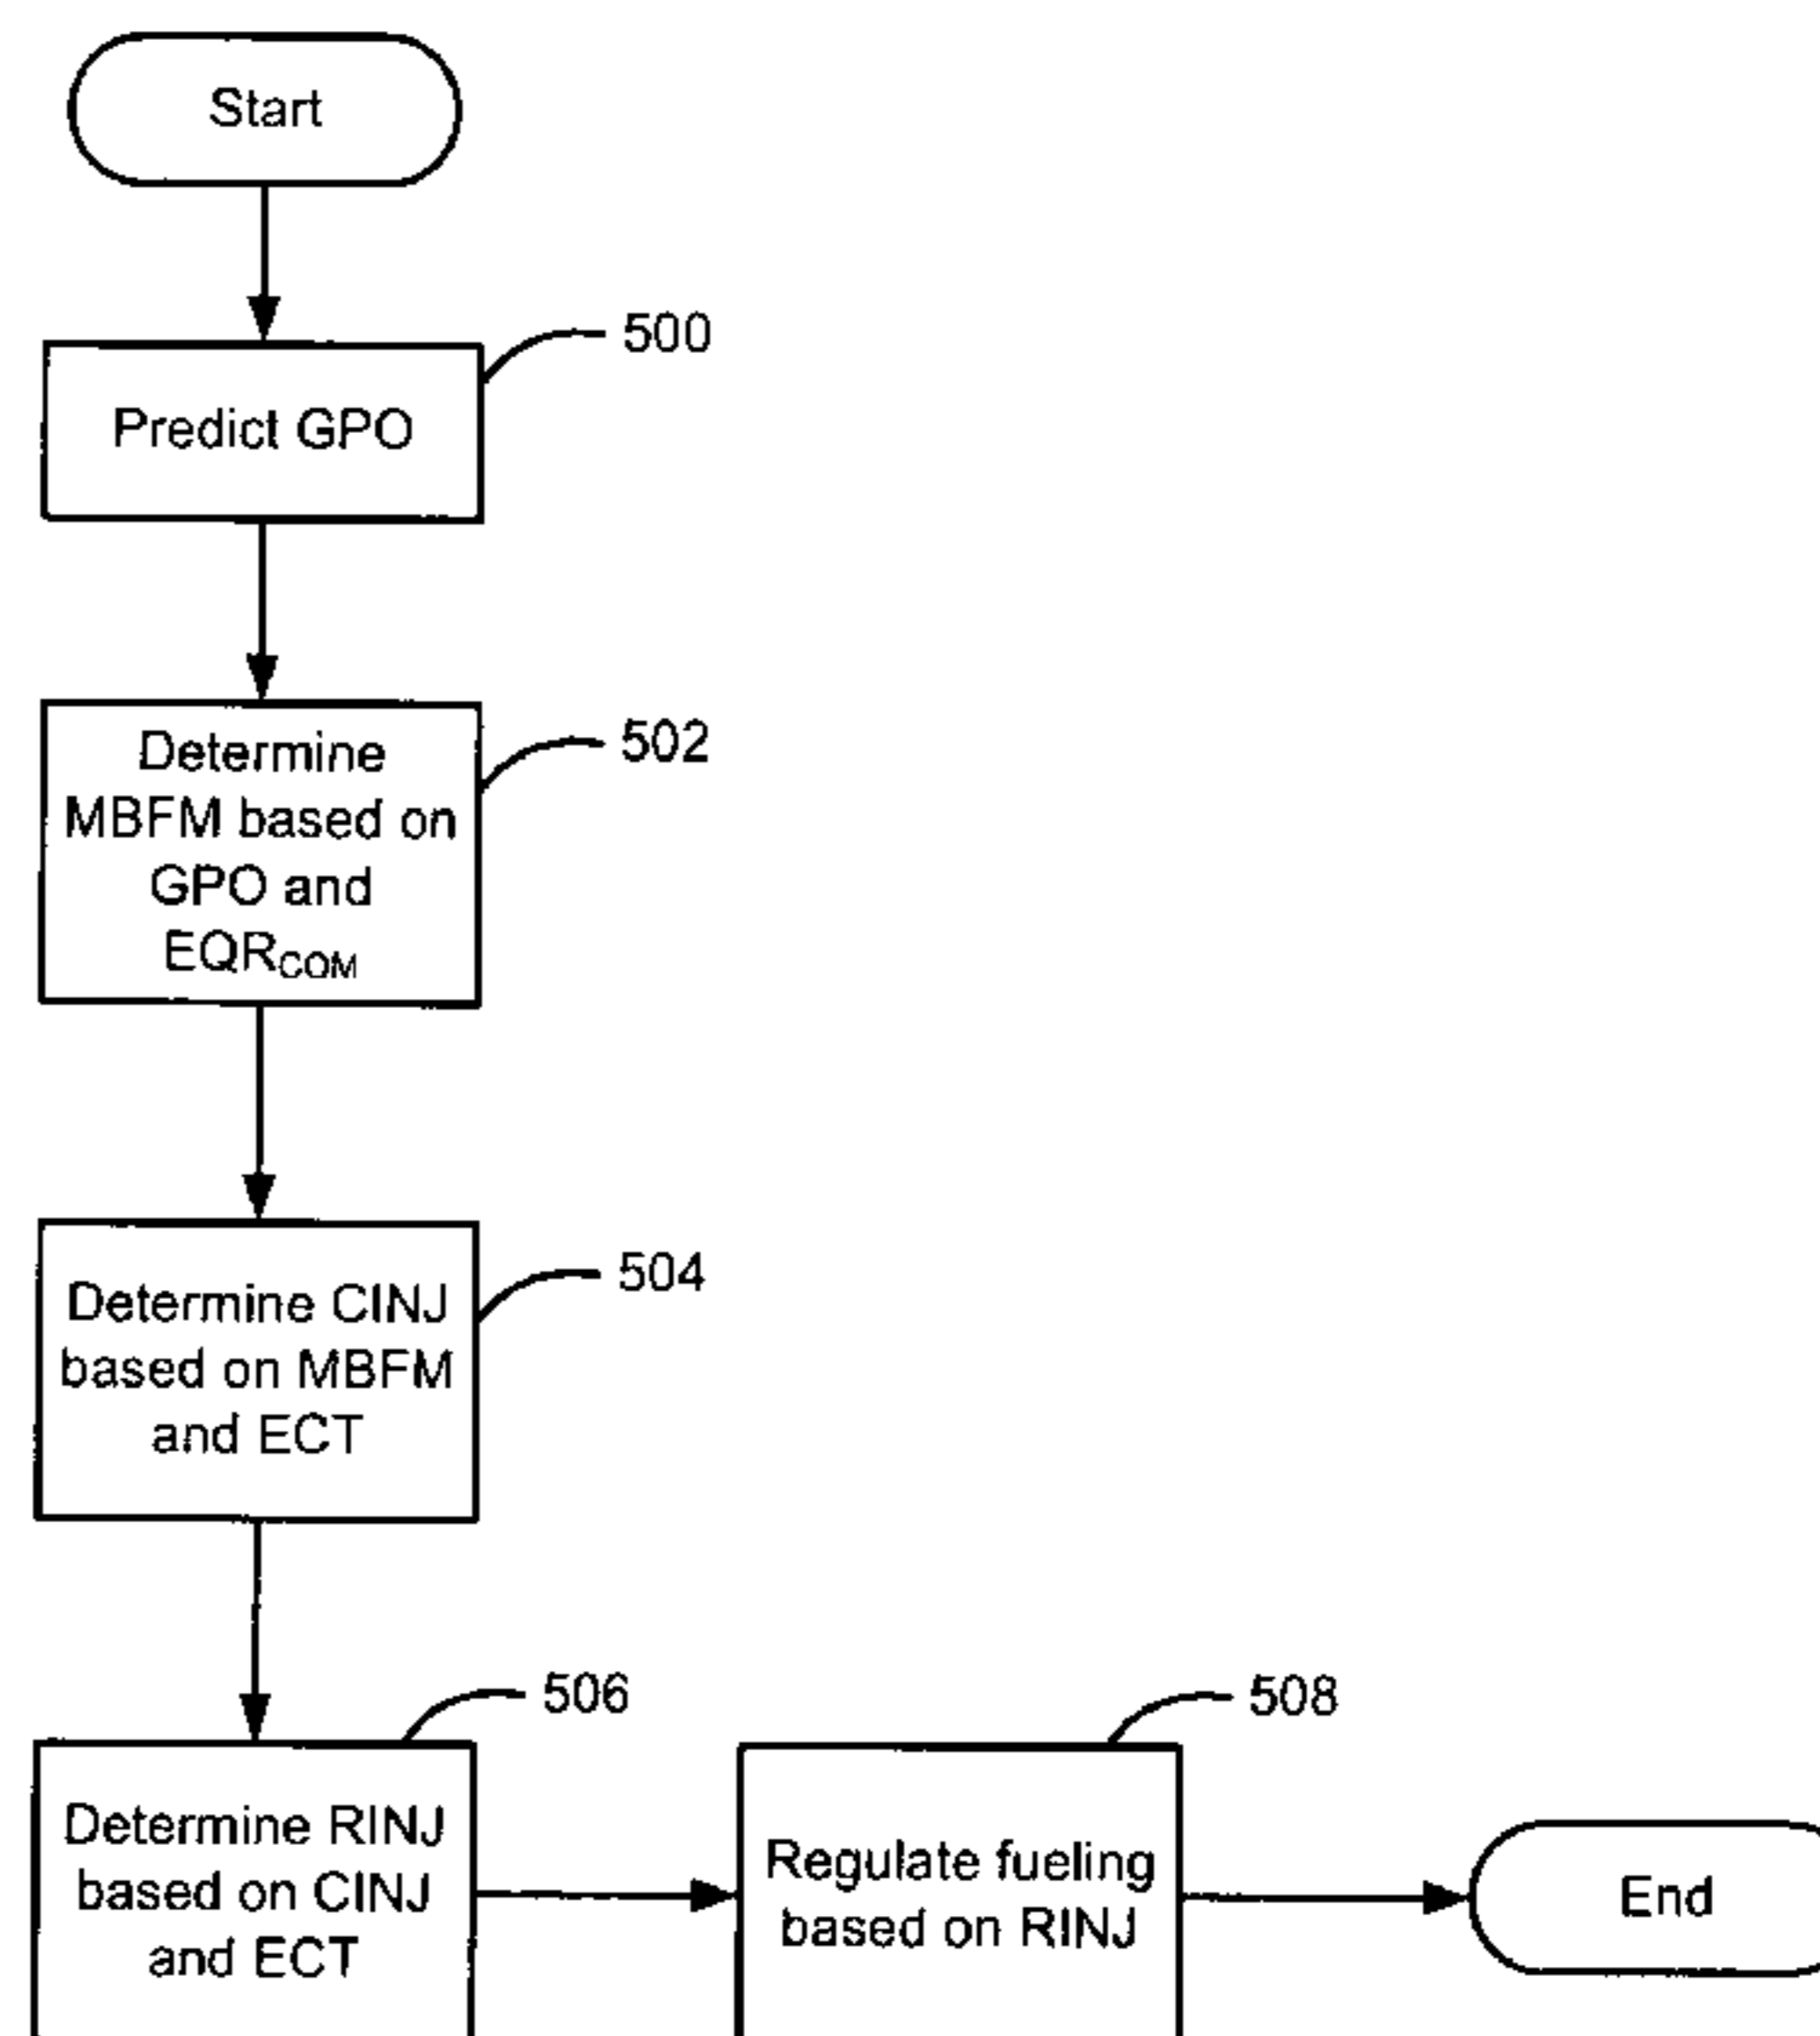 Start
500
Predict GPO
502
Determine
MBFM based on
GPO and
EQRCOM
504
Determine CINJ
based on MBFM
and ECT
506
Determine RINJ
based on CINJ
and ECT
508
Regulate fueling
based on RINJ
End